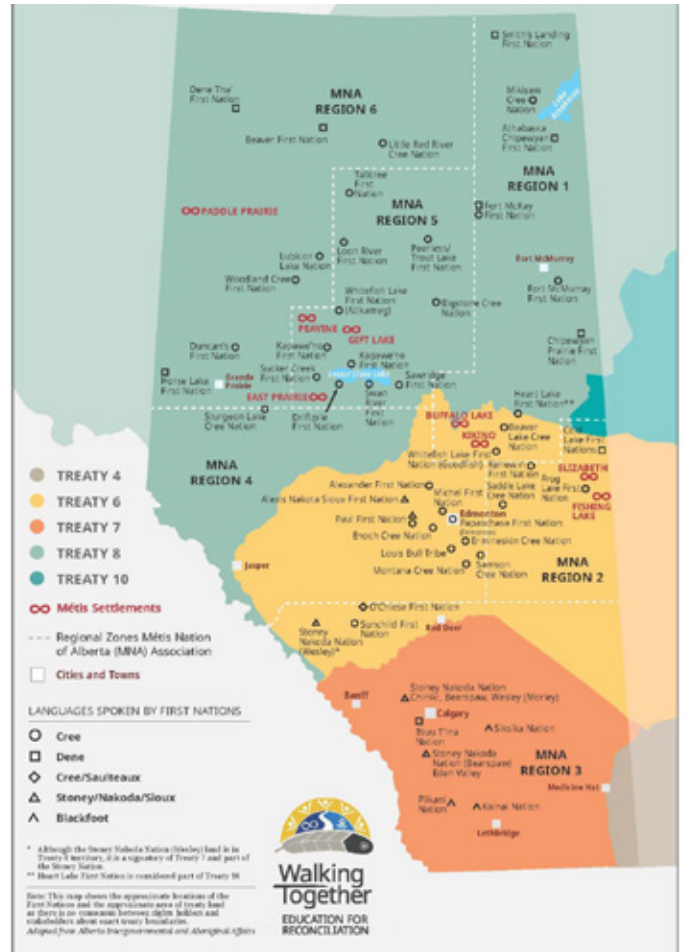 Smith's Landing
First Nation
Dene Tha'
First Nation
MNA
REGION 6
Mikisew
Cree
Nation
Lake
Athabasca
Beaver First Nation
Little Red River
Cree Nation
Athabasca
Chipewyan
First Nation
Tallcree
First
Nation
MNA
REGION 1
MNA
REGION 5
PADDLE PRAIRIE
Fort McKay
First Nation
Loon River
First Nation
Peerless/
Trout Lake
First Nation
Lubicon
Lake Nation
Fort McMurray
Woodland Cree
First Nation
Whitefish Lake
First Nation
(Atikameg)
Fort McMurray
First Nation
Bigstone Cree
Nation
PEAVINE
GIFT LAKE
Duncan's
First Nation
Kapawe'no
First Nation
Chipewyan
Prairie First
Nation
Kapawe'no
First Nation
Sucker Creek
First Nation
Lesser Slave Lake
Sawridge
First Nation
Horse Lake
First Nation
Grande
Prairie
EAST PRAIRIE
Swan
River
First
Nation
Heart Lake
First Nation**
Sturgeon Lake
Cree Nation
Driftpile
First Nation
BUFFALO LAKE
Beaver
Lake Cree
Nation
KIKINO
Cold
Lake First
Nations
Whitefish Lake First
Nation (Goodfish)
MNA
REGION 4
Kehewin
Cree Nation
ELIZABETH
Alexander First Nation
Saddle Lake
Cree Nation
Frog
Lake First
Nation
Michel First
Nation
Alexis Nakota Sioux First Nation
FISHING
LAKE
Paul First Nation
Edmonton
Papaschase First Nation
Enoch Cree Nation
Ermineskin Cree Nation
Louis Bull Tribe
Montana Cree Nation
Samson
Cree Nation
MNA
REGION 2
Jasper
O'Chiese First Nation
Stoney
Nakoda Nation
(Wesley)*
Sunchild First
Nation
Red Deer
Banff
Stoney Nakoda Nation
Chiniki, Bearspaw, Wesley (Morley)
Calgary
Tsuu T'ina
Nation
Siksika Nation
Stoney Nakoda
Nation (Bearspaw)
Eden Valley
MNA
REGION 3
Medicine Hat
Piikani
Nation
Kainai Nation
Lethbridge
TREATY 4
TREATY 6
TREATY 7
TREATY 8
TREATY 10
Métis Settlements
Regional Zones Métis Nation
of Alberta (MNA) Association
Cities and Towns
LANGUAGES SPOKEN BY FIRST NATIONS
Cree
Dene
Cree/Saulteaux
Stoney/Nakoda/Sioux
Blackfoot
* Although the Stoney Nakoda Nation (Wesley) land is in
Treaty 6 territory, it is a signatory of Treaty 7 and part of
the Stoney Nation.
** Heart Lake First Nation is considered part of Treaty
Note: This map shows the approximate locations of the
First Nations and the approximate area of treaty land
as there is no consensus between rights holders and
stakeholders about exact treaty boundaries.
Adapted from Alberta Intergovernmental and Aboriginal Affairs
Walking
Together
EDUCATION FOR
RECONCILIATION